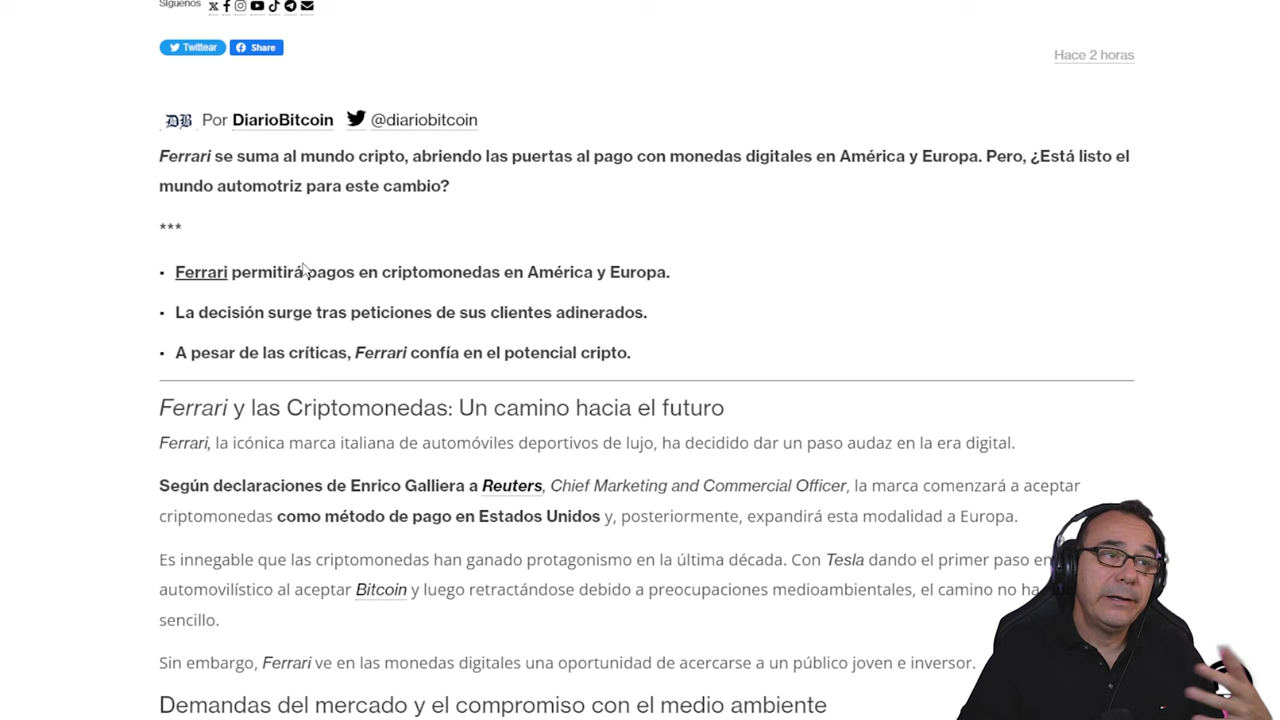 Síguenos
Twittear Share
Hace 2 horas
DB Por DiarioBitcoin @diariobitcoin
Ferrari se suma al mundo cripto, abriendo las puertas al pago con monedas digitales en América y Europa. Pero, ¿Está listo el
mundo automotriz para este cambio?
***
▪ Ferrari permitirá pagos en criptomonedas en América y Europa.
▪ La decisión surge tras peticiones de sus clientes adinerados.
▪ A pesar de las críticas, Ferrari confía en el potencial cripto.
Ferrari y las Criptomonedas: Un camino hacia el futuro
Ferrari, la icónica marca italiana de automóviles deportivos de lujo, ha decidido dar un paso audaz en la era digital.
Según declaraciones de Enrico Galliera a Reuters, Chief Marketing and Commercial Officer, la marca comenzará a aceptar
criptomonedas como método de pago en Estados Unidos y, posteriormente, expandirá esta modalidad a Europa.
Es innegable que las criptomonedas han ganado protagonismo en la última década. Con Tesla dando el primer paso en
automovilístico al aceptar Bitcoin y luego retractándose debido a preocupaciones medioambientales, el camino no ha
sencillo.
Sin embargo, Ferrari ve en las monedas digitales una oportunidad de acercarse a un público joven e inversor.
Demandas del mercado y el compromiso con el medio ambiente